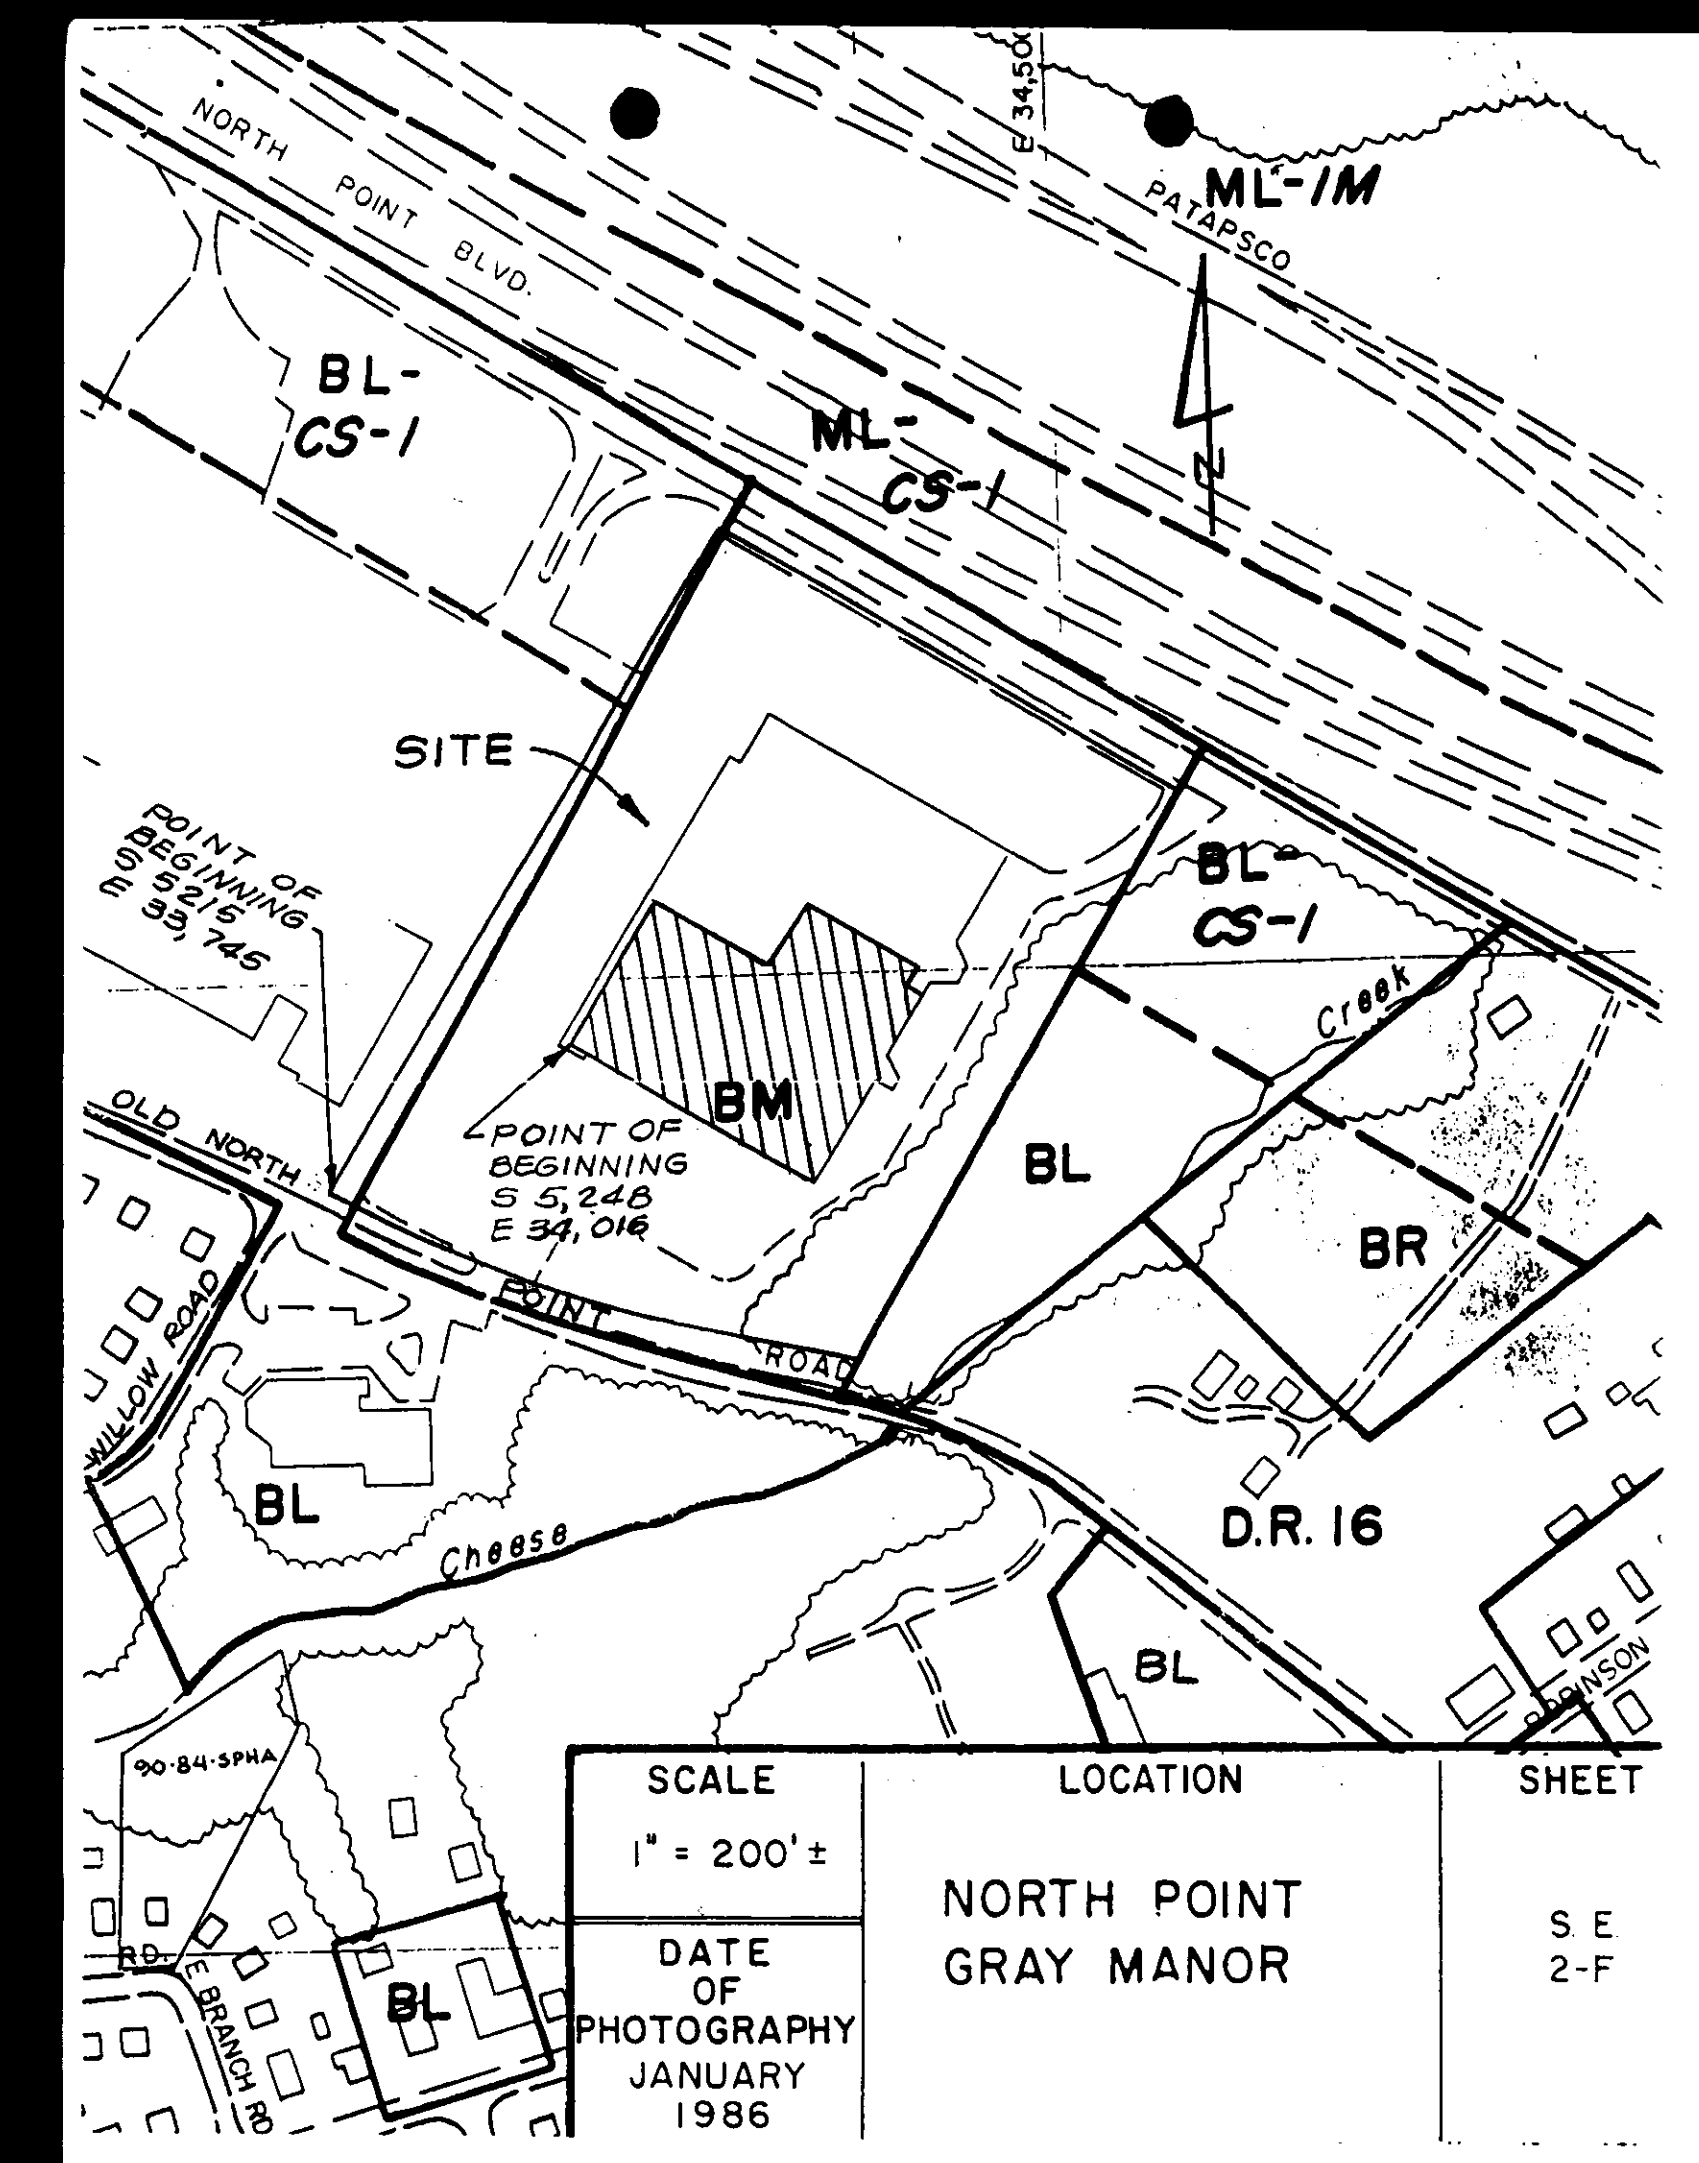 E 34,500
NORTH POINT BLVD.
PATAPSCO
ML-1M
BL-
CS-1
ML-
CS-1
N
SITE
POINT OF
BEGINNING
S 5215
E 33,745
BL-
CS-1
Creek
BM
POINT OF
BEGINNING
S 5,248
E 34,016
BL
BR
OLD NORTH POINT ROAD
WILLOW ROAD
BL
Cheese
D.R. 16
BL
90-84-SPHA
RD.
E BRANCH RD
BL
SCALE
1" = 200' ±
DATE
OF
PHOTOGRAPHY
JANUARY
1986
LOCATION
NORTH POINT
GRAY MANOR
SHEET
S. E.
2-F